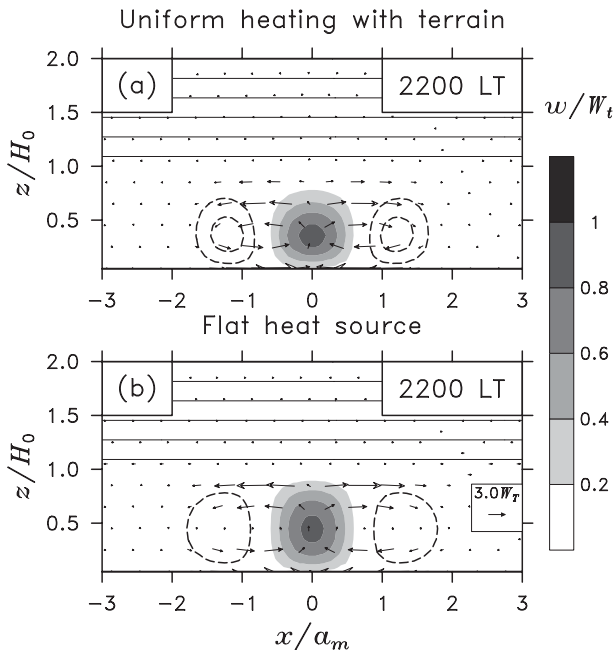 Uniform heating with terrain
2.0
(a)
2200 LT
w/W_t
1.5
z/H_0
1.0
0.5
1
−3 −2 −1 0 1 2 3
0.8
Flat heat source
0.6
2.0
(b)
2200 LT
0.4
1.5
z/H_0
1.0
0.2
3.0W_T
0.5
−3 −2 −1 0 1 2 3
x/a_m